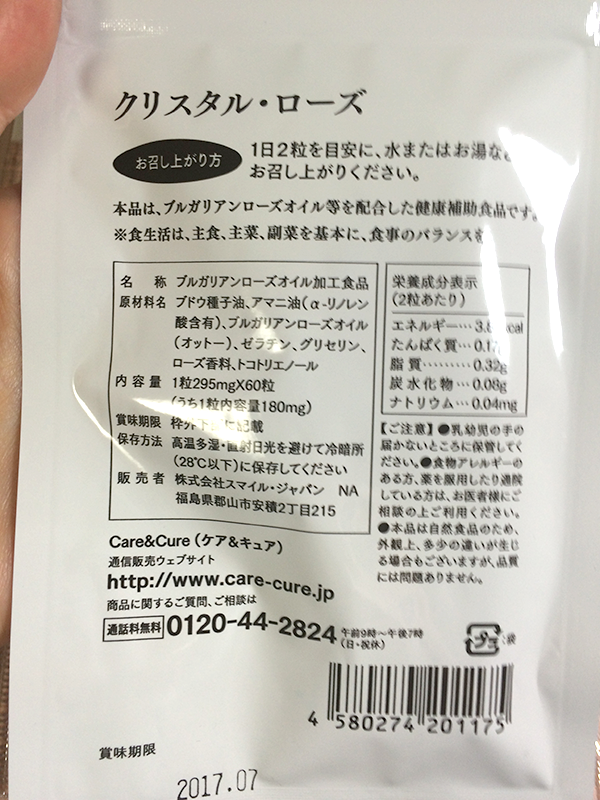 クリスタル・ローズ
お召し上がり方
1日2粒を目安に、水またはお湯な
お召し上がりください。
本品は、ブルガリアンローズオイル等を配合した健康補助食品です。
※食生活は、主食、主菜、副菜を基本に、食事のバランスを
名称 ブルガリアンローズオイル加工食品
原材料名 ブドウ種子油、アマニ油(α-リノレン
酸含有)、ブルガリアンローズオイル
(オットー)、ゼラチン、グリセリン、
ローズ香料、トコトリエノール
内容量 1粒295mgX60粒
(うち1粒内容量180mg)
賞味期限 枠外下部に記載
保存方法 高温多湿・直射日光を避けて冷暗所
(28℃以下)に保存してください
販売者 株式会社スマイル・ジャパン NA
福島県郡山市安積2丁目215
栄養成分表示
(2粒あたり)
エネルギー…3.8kcal
たんぱく質…0.17
脂質………0.32g
炭水化物…0.08g
ナトリウム…0.04mg
【ご注意】●乳幼児の手の
届かないところに保管してく
ださい。●食物アレルギーの
ある方、薬を服用したり通院
している方は、お医者様にご
相談の上ご利用ください。
●本品は自然食品のため、
外観上、多少の違いが生じ
る場合もございますが、品質
には問題ありません。
Care&Cure(ケア&キュア)
通信販売ウェブサイト
http://www.care-cure.jp
商品に関するご質問、ご相談は
通話料無料 0120-44-2824 午前9時〜午後7時
(日・祝休)
プラ :袋
4 580274 201175
賞味期限
2017.07